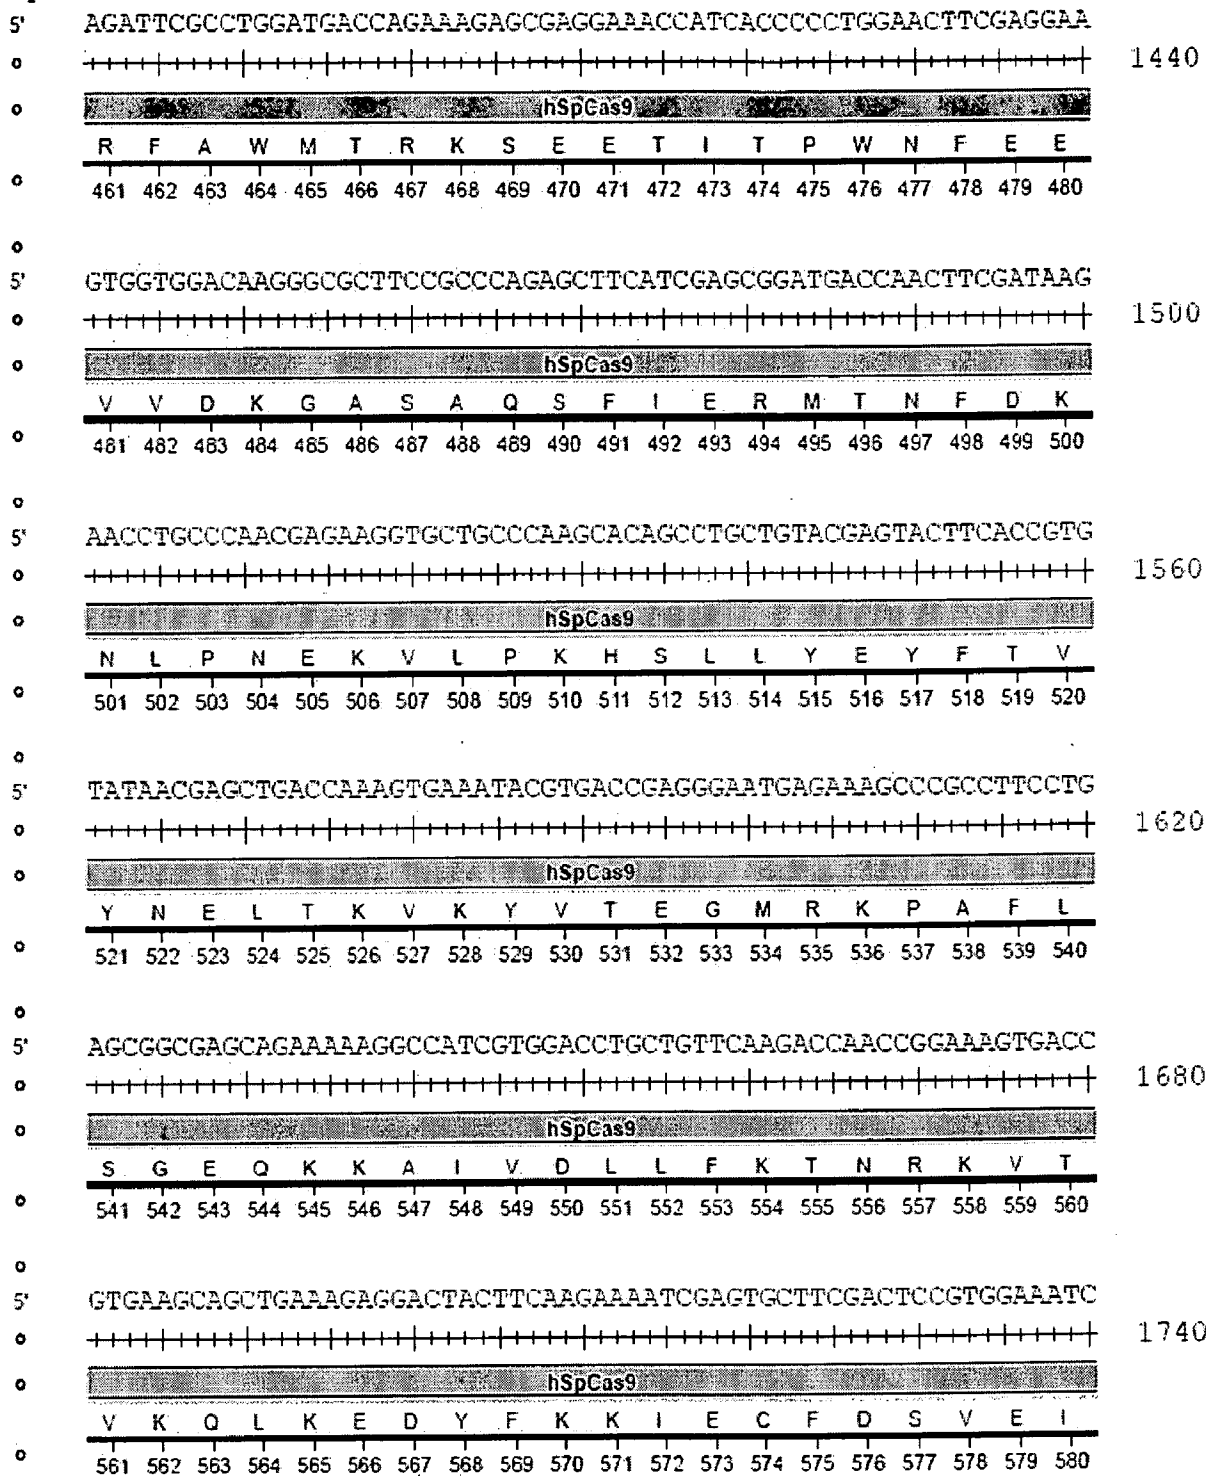 5' AGATTCGCCTGGATGACCAGAAAGAGCGAGGAAACCATCACCCCCTGGAACTTCGAGGAA
1440
hSpCas9
R F A W M T R K S E E T I T P W N F E E
461 462 463 464 465 466 467 468 469 470 471 472 473 474 475 476 477 478 479 480
5' GTGGTGGACAAGGGCGCTTCCGCCCAGAGCTTCATCGAGCGGATGACCAACTTCGATAAG
1500
hSpCas9
V V D K G A S A Q S F I E R M T N F D K
481 482 483 484 485 486 487 488 489 490 491 492 493 494 495 496 497 498 499 500
5' AACCTGCCCAACGAGAAGGTGCTGCCCAAGCACAGCCTGCTGTACGAGTACTTCACCGTG
1560
hSpCas9
N L P N E K V L P K H S L L Y E Y F T V
501 502 503 504 505 506 507 508 509 510 511 512 513 514 515 516 517 518 519 520
5' TATAACGAGCTGACCAAAGTGAAATACGTGACCGAGGGAATGAGAAAGCCCGCCTTCCTG
1620
hSpCas9
Y N E L T K V K Y V T E G M R K P A F L
521 522 523 524 525 526 527 528 529 530 531 532 533 534 535 536 537 538 539 540
5' AGCGGCGAGCAGAAAAAGGCCATCGTGGACCTGCTGTTCAAGACCAACCGGAAAGTGACC
1680
hSpCas9
S G E Q K K A I V D L L F K T N R K V T
541 542 543 544 545 546 547 548 549 550 551 552 553 554 555 556 557 558 559 560
5' GTGAAGCAGCTGAAAGAGGACTACTTCAAGAAAATCGAGTGCTTCGACTCCGTGGAAATC
1740
hSpCas9
V K Q L K E D Y F K K I E C F D S V E I
561 562 563 564 565 566 567 568 569 570 571 572 573 574 575 576 577 578 579 580